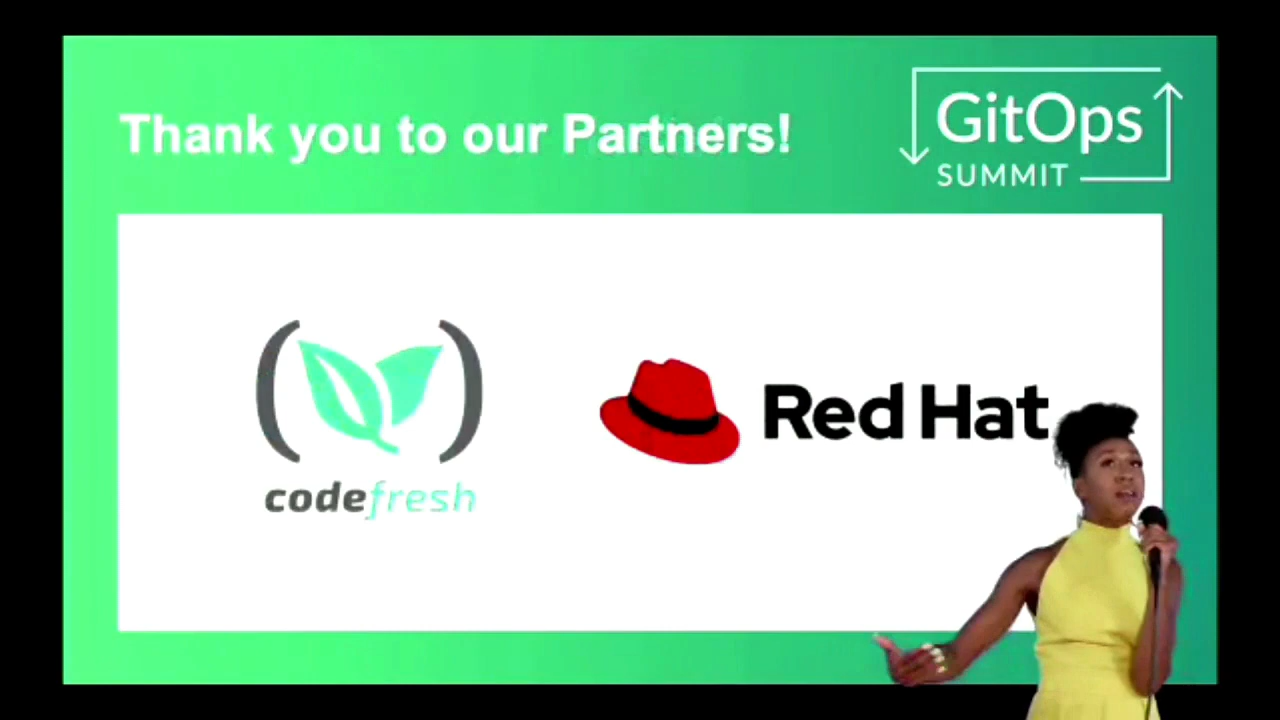 Thank you to our Partners!
GitOps
SUMMIT
codefresh
Red Hat